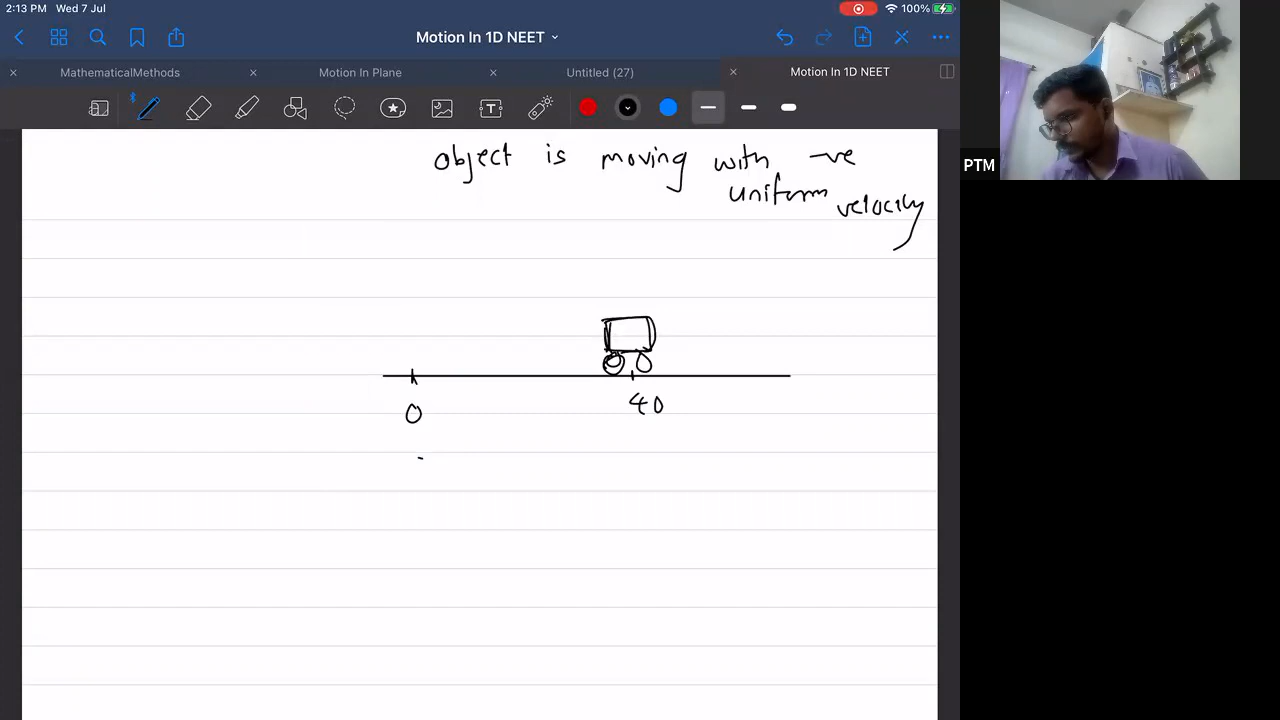 2:13 PM Wed 7 Jul
100%
Motion In 1D NEET
MathematicalMethods
Motion In Plane
Untitled (27)
Motion In 1D NEET
object is moving with -ve
uniform velocity
0
40
PTM